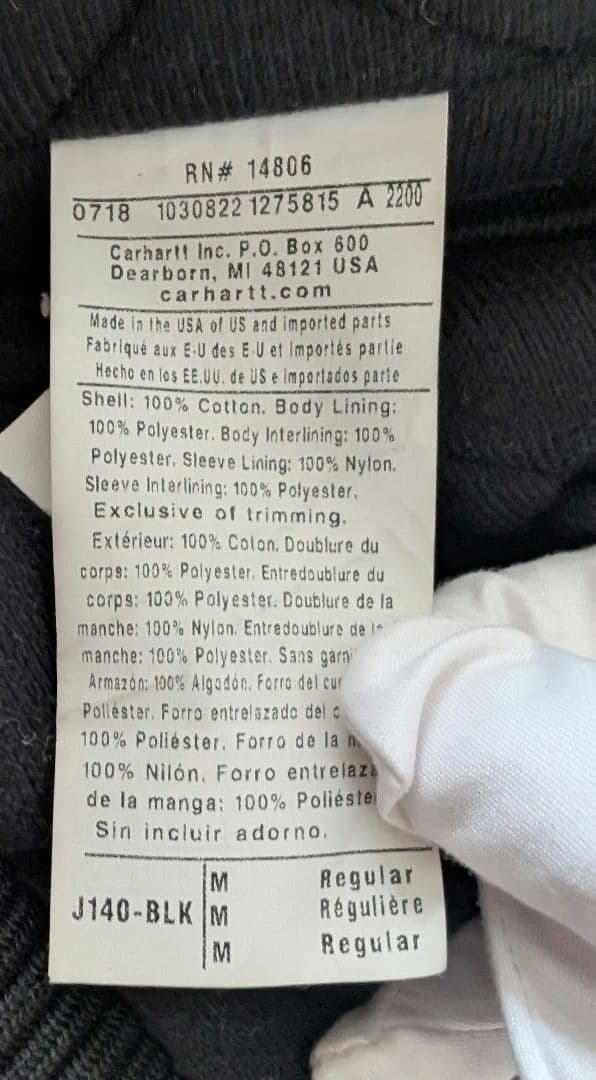 RN# 14806
0718 1030822 1275815 A 2200
Carhartt Inc. P.O. Box 600
Dearborn, MI 48121 USA
carhartt.com
Made in the USA of US and imported parts
Fabriqué aux E-U des E-U et Importés partie
Hecho en los EE.UU. de US e importados parte
Shell: 100% Cotton. Body Lining:
100% Polyester. Body Interlining: 100%
Polyester. Sleeve Lining: 100% Nylon.
Sleeve Interlining: 100% Polyester.
Exclusive of trimming.
Extérieur: 100% Coton. Doublure du
corps: 100% Polyester. Entredoublure du
corps: 100% Polyester. Doublure de la
manche: 100% Nylon. Entredoublure de
manche: 100% Polyester. Sans
Armazón: 100% Algodón. Forro del
Poliéster. Forro entrelazado del
100% Poliéster. Forro de la
100% Nilón. Forro
de la manga: 100%
Sin incluir adorno.
J140-BLK
M Regular
M Régulière
M Regular